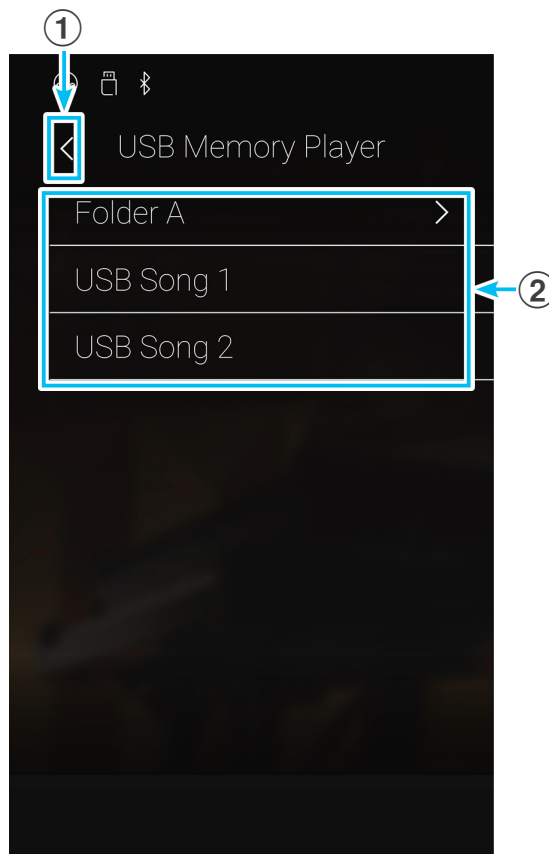 ①
USB Memory Player
Folder A
USB Song 1
②
USB Song 2